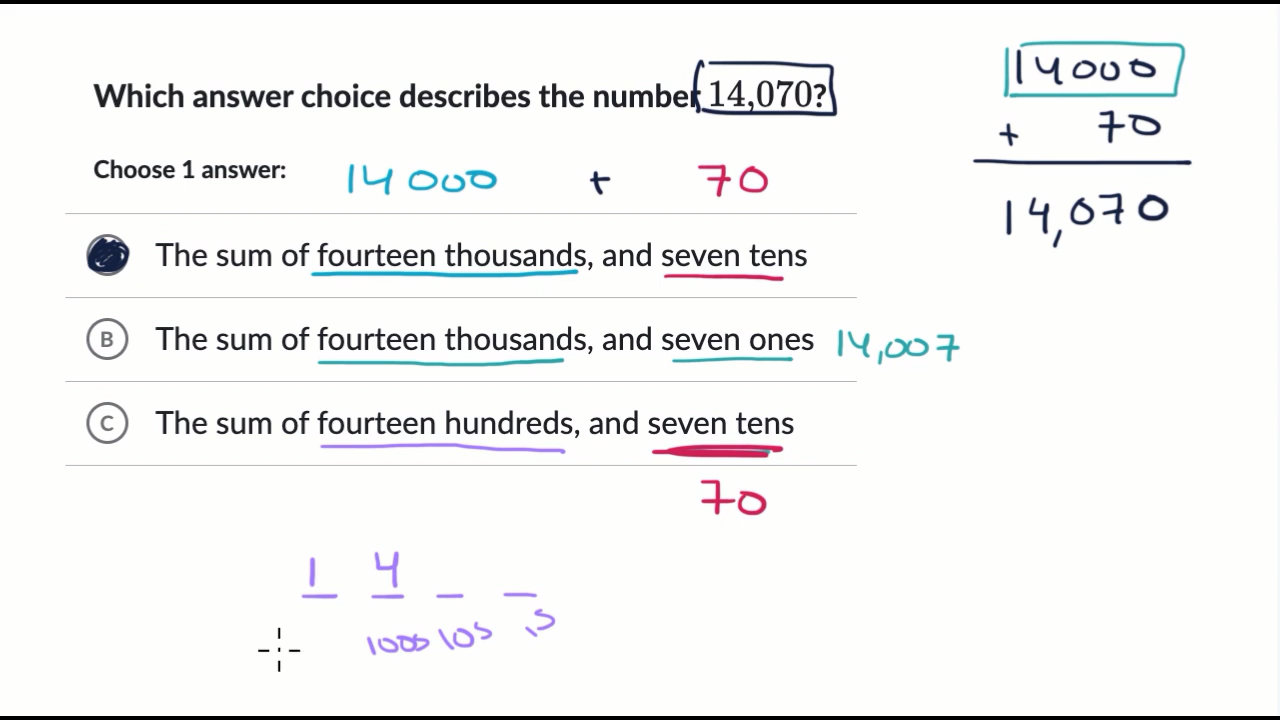 Which answer choice describes the number 14,070?
Choose 1 answer:
14000 + 70
The sum of fourteen thousands, and seven tens
B The sum of fourteen thousands, and seven ones 14,007
C The sum of fourteen hundreds, and seven tens
70
1 4 _ _
100s 10s 1s
14000
+ 70
14,070